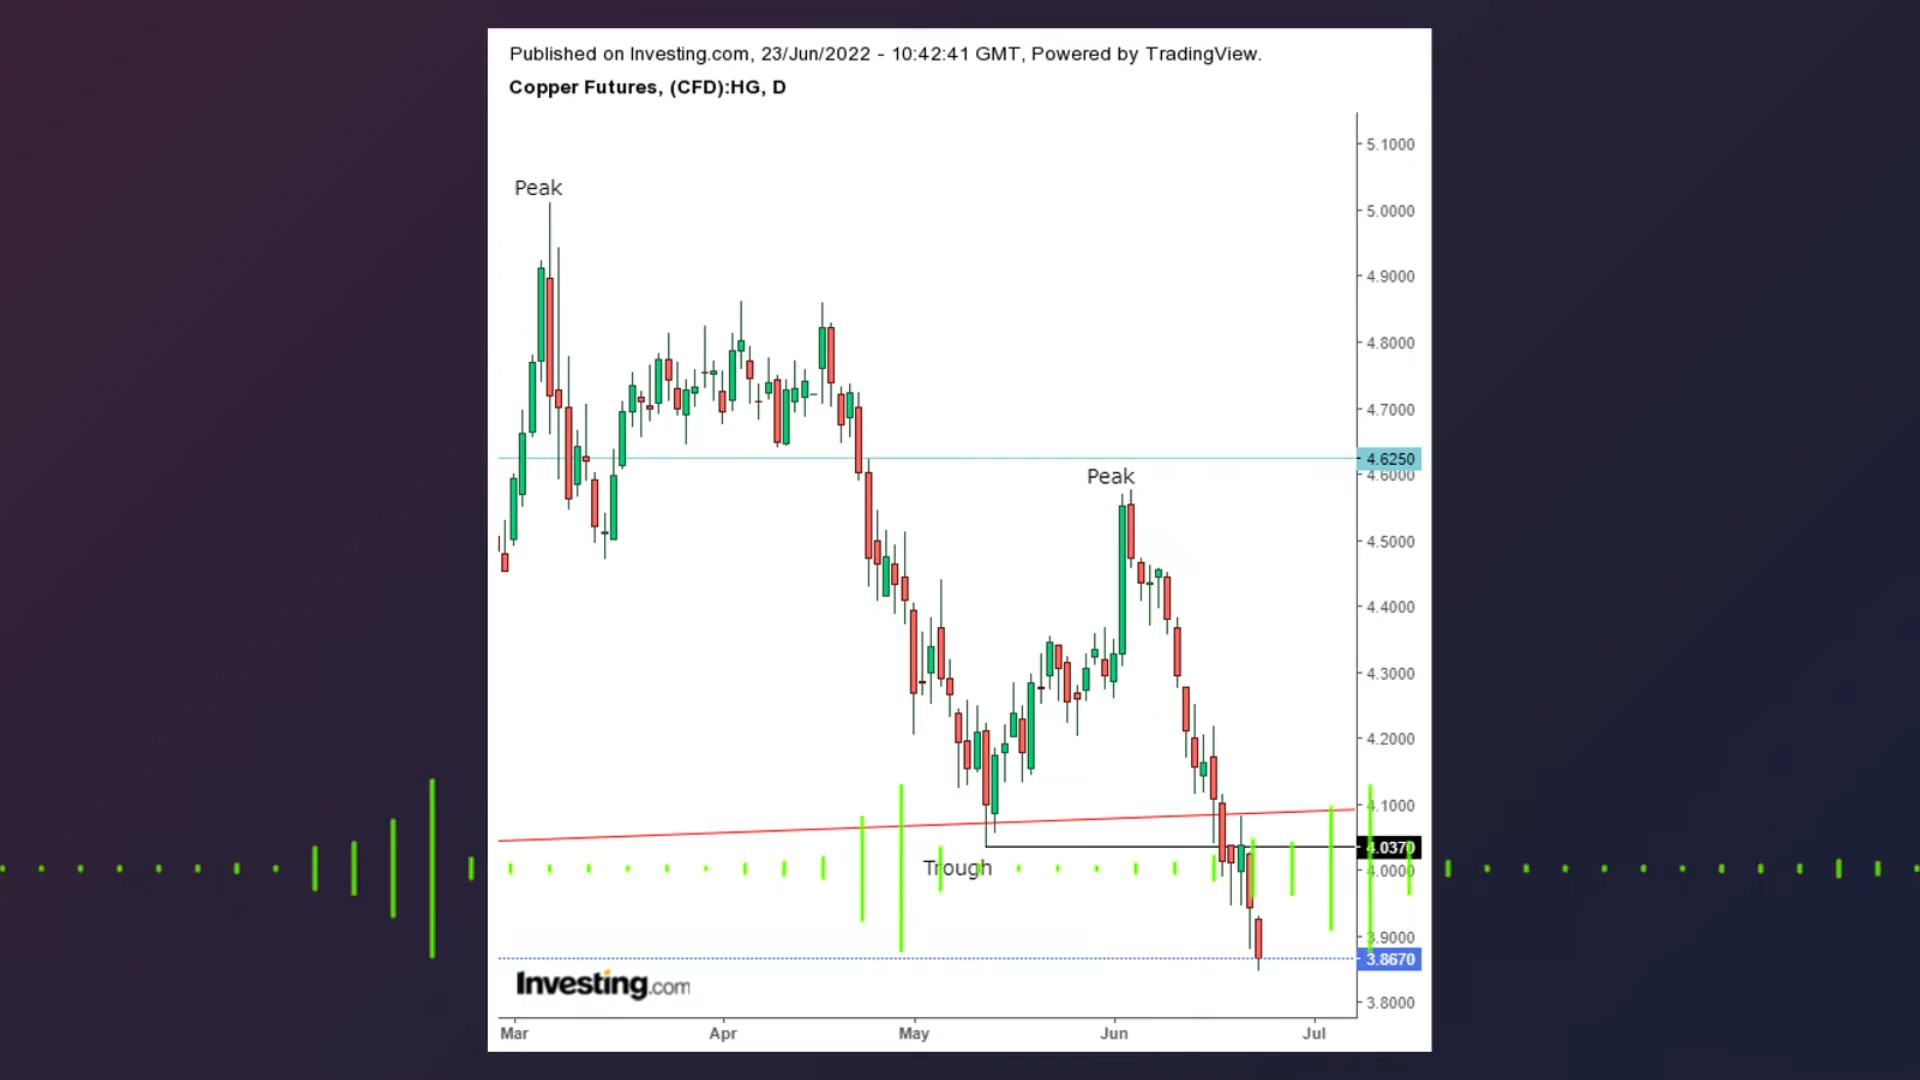 Published on Investing.com, 23/Jun/2022 - 10:42:41 GMT, Powered by TradingView.
Copper Futures, (CFD):HG, D
5.1000
Peak
5.0000
4.9000
4.8000
4.7000
4.6250
4.6000
Peak
4.5000
4.4000
4.3000
4.2000
4.1000
4.0370
Trough
4.0000
3.9000
3.8670
Investing.com
3.8000
Mar Apr May Jun Jul